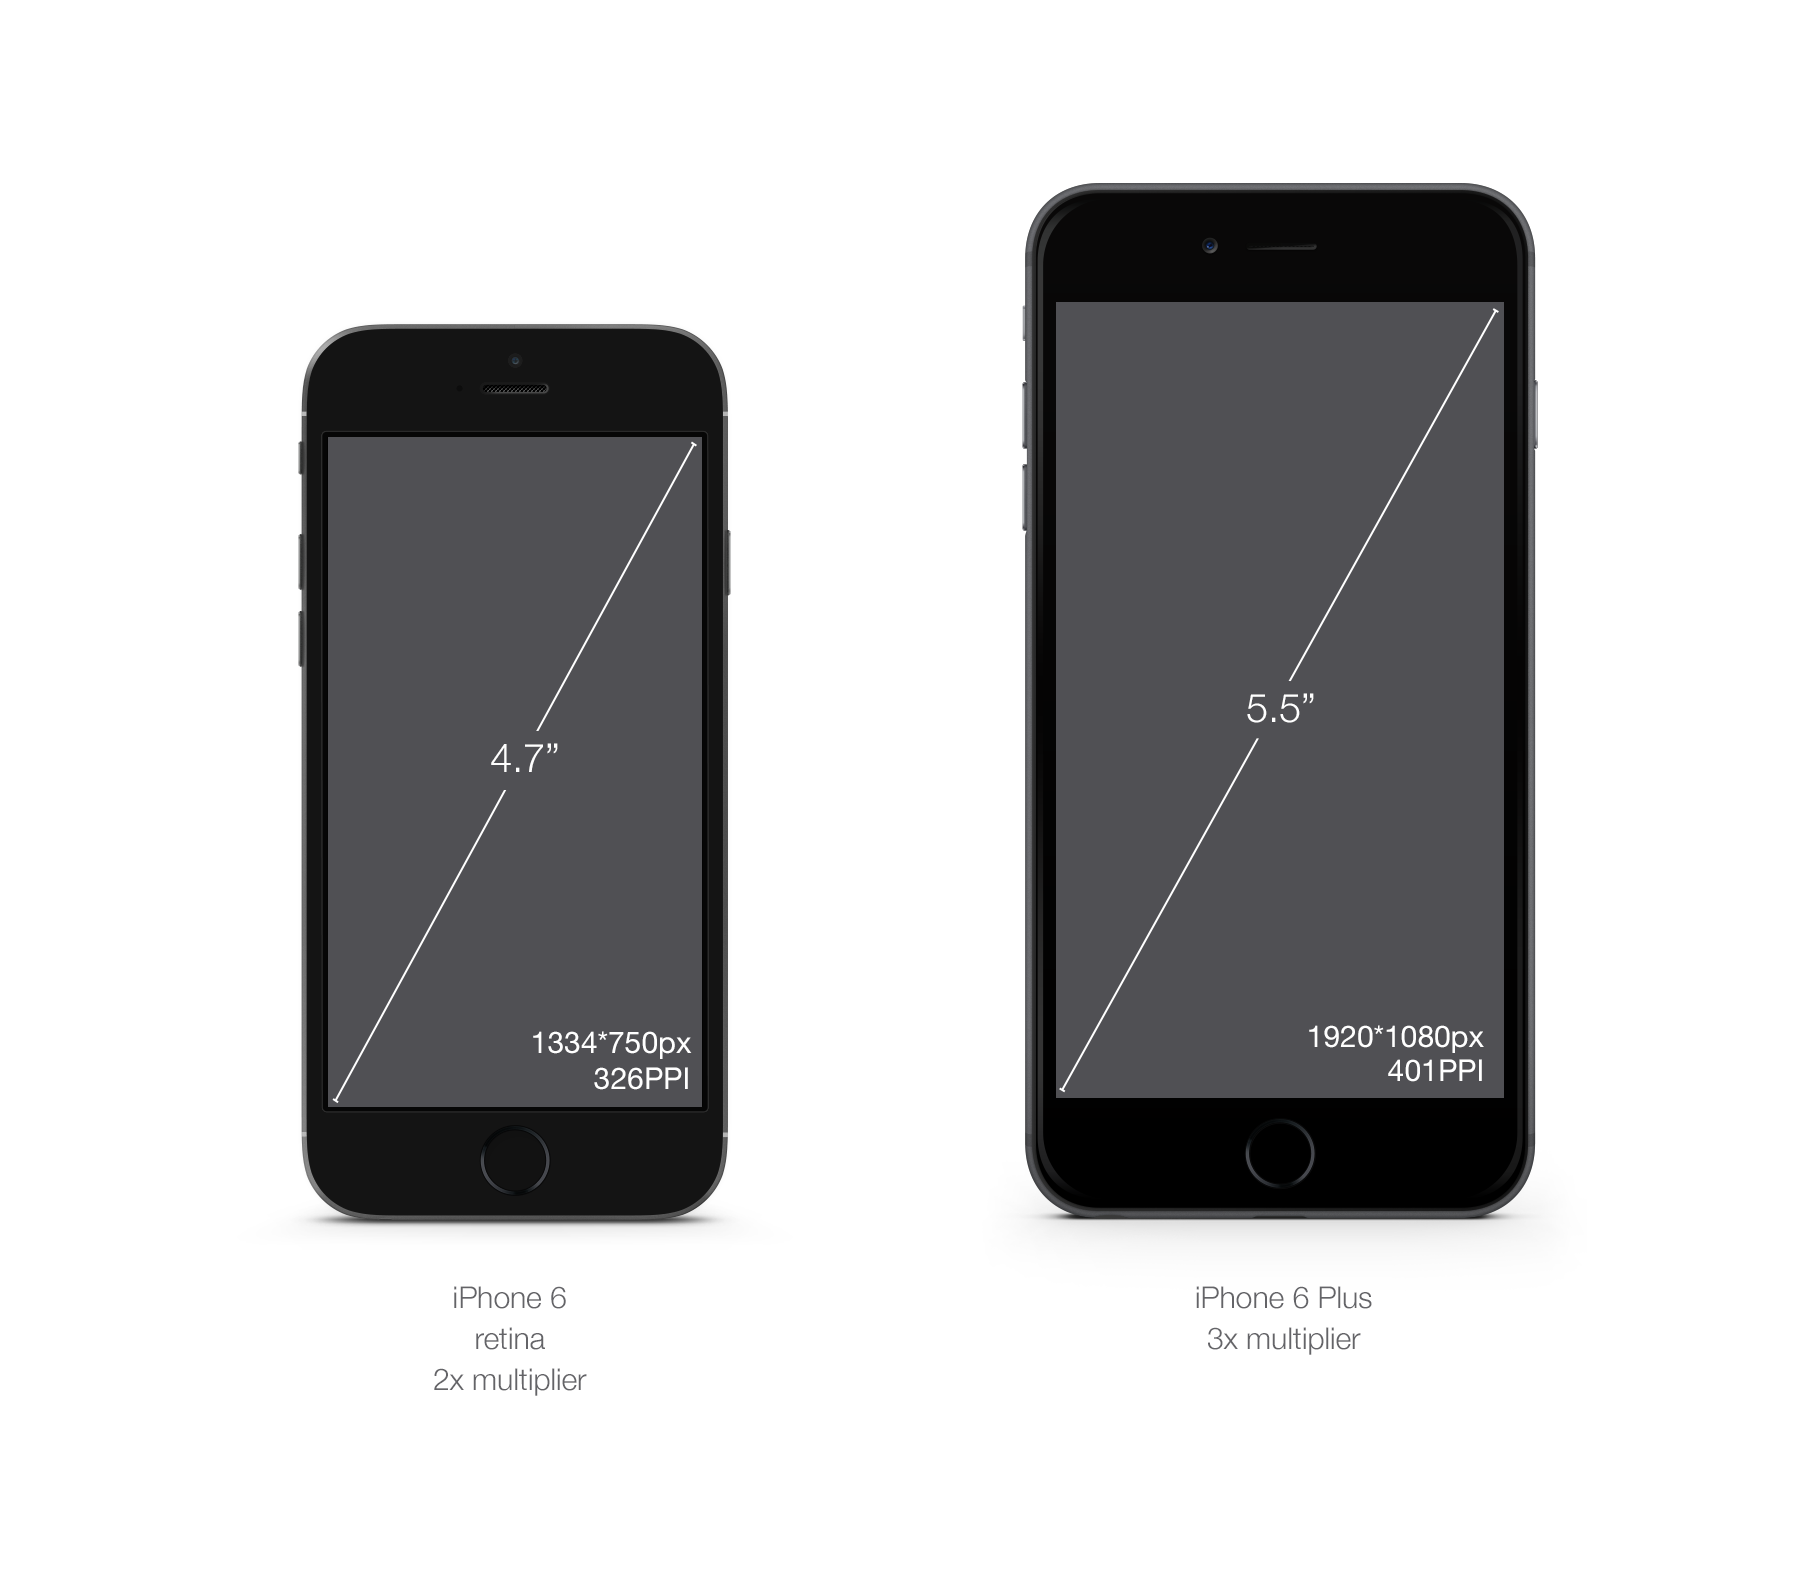 4.7”
1334*750px
326PPI
iPhone 6
retina
2x multiplier
5.5”
1920*1080px
401PPI
iPhone 6 Plus
3x multiplier